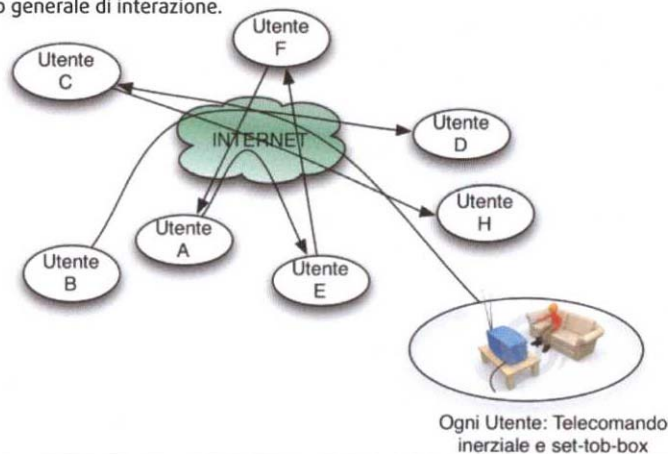 o generale di interazione.
Utente
F
Utente
C
INTERNET
Utente
D
Utente
H
Utente
A
Utente
B
Utente
E
Ogni Utente: Telecomando
inerziale e set-tob-box